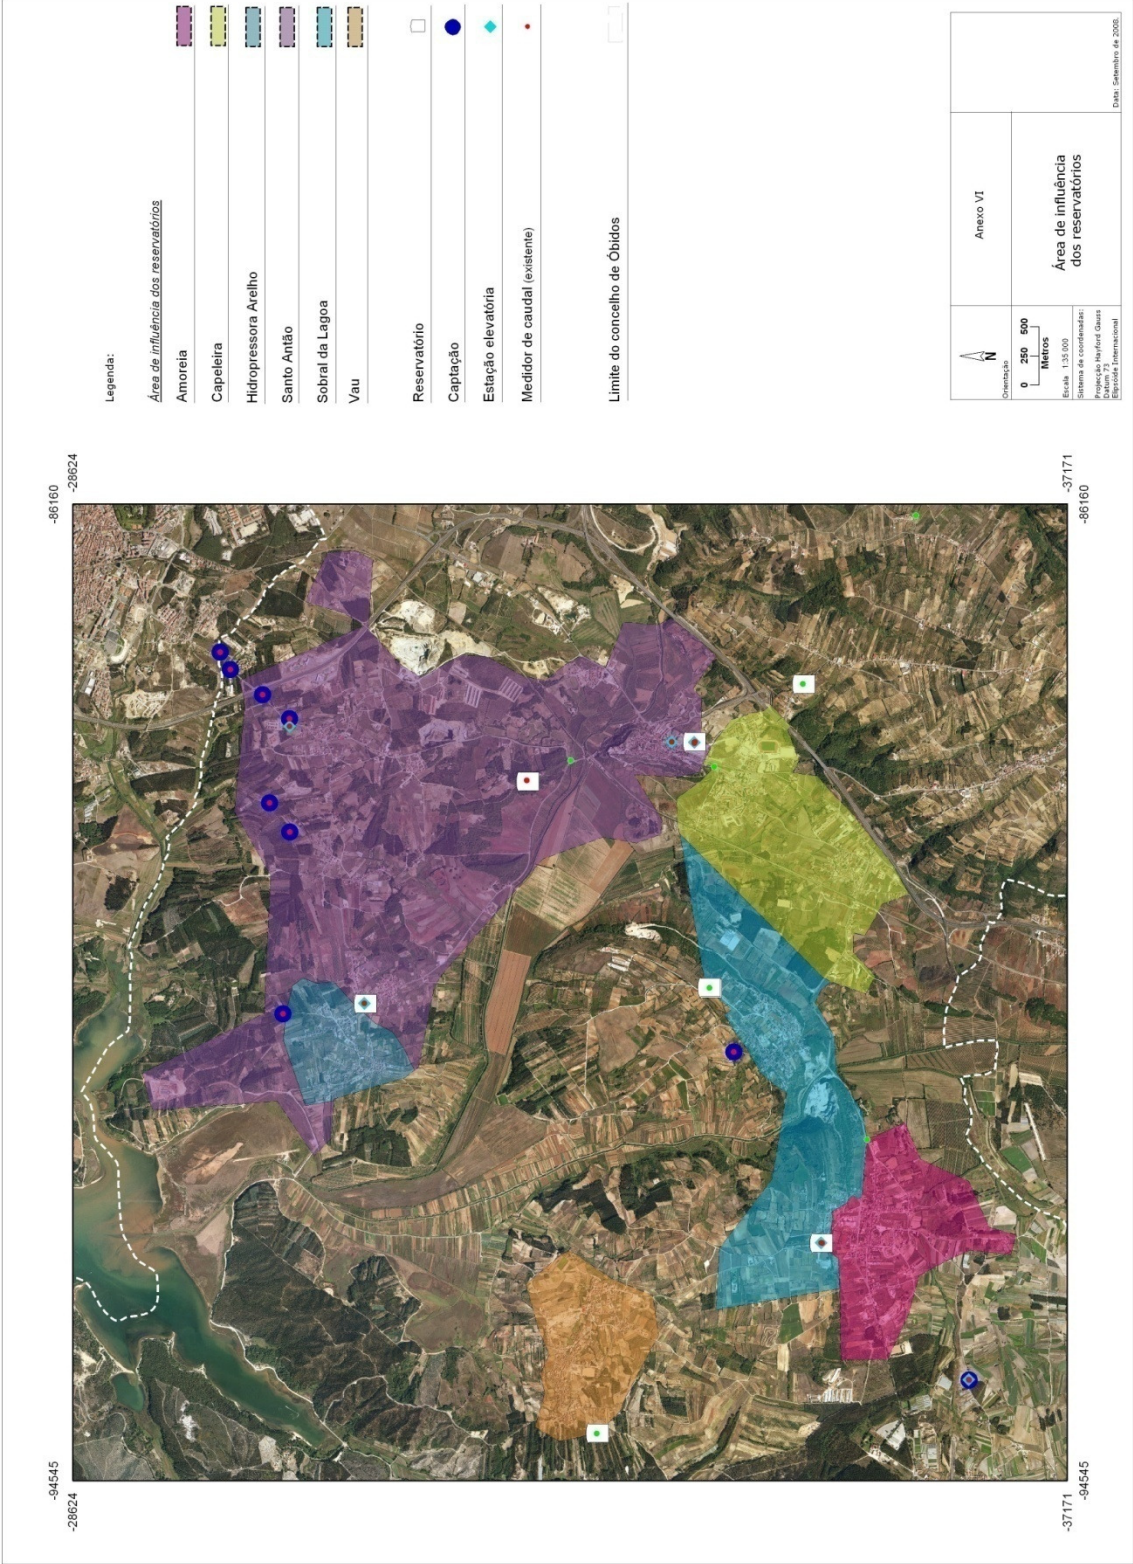 -86160
-28624
-94545
-28624
-37171
-86160
-37171
-94545
Legenda:
Área de influência dos reservatórios
Amoreia
Capeleira
Hidropressora Arelho
Santo Antão
Sobral da Lagoa
Vau
Reservatório
Captação
Estação elevatória
Medidor de caudal (existente)
Limite do concelho de Óbidos
N
Orientação
0 250 500
Metros
Escala 1:35 000
Sistema de coordenadas:
Projecção Hayford Gauss
Datum 73
Elipsóide Internacional
Anexo VI
Área de influência
dos reservatórios
Data: Setembro de 2008.